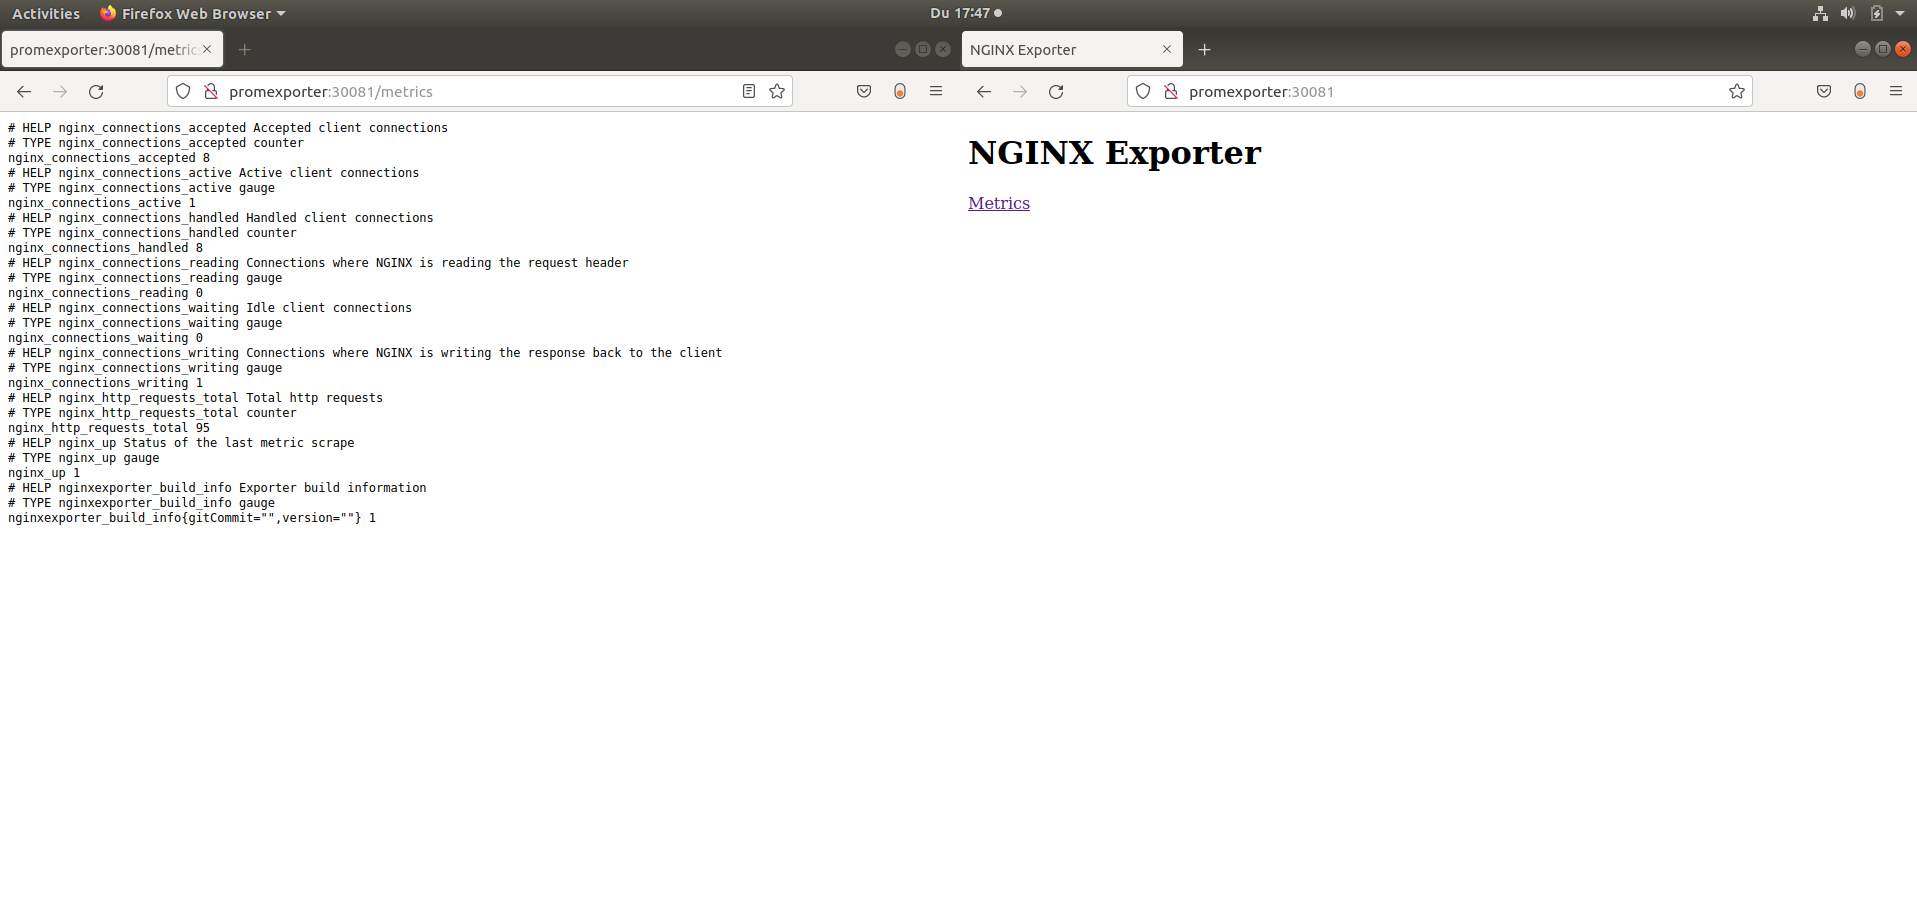 Activities Firefox Web Browser Du 17:47
promexporter:30081/metric
NGINX Exporter
promexporter:30081/metrics
promexporter:30081
# HELP nginx_connections_accepted Accepted client connections
# TYPE nginx_connections_accepted counter
nginx_connections_accepted 8
# HELP nginx_connections_active Active client connections
# TYPE nginx_connections_active gauge
nginx_connections_active 1
# HELP nginx_connections_handled Handled client connections
# TYPE nginx_connections_handled counter
nginx_connections_handled 8
# HELP nginx_connections_reading Connections where NGINX is reading the request header
# TYPE nginx_connections_reading gauge
nginx_connections_reading 0
# HELP nginx_connections_waiting Idle client connections
# TYPE nginx_connections_waiting gauge
nginx_connections_waiting 0
# HELP nginx_connections_writing Connections where NGINX is writing the response back to the client
# TYPE nginx_connections_writing gauge
nginx_connections_writing 1
# HELP nginx_http_requests_total Total http requests
# TYPE nginx_http_requests_total counter
nginx_http_requests_total 95
# HELP nginx_up Status of the last metric scrape
# TYPE nginx_up gauge
nginx_up 1
# HELP nginxexporter_build_info Exporter build information
# TYPE nginxexporter_build_info gauge
nginxexporter_build_info{gitCommit="",version=""} 1
NGINX Exporter
Metrics